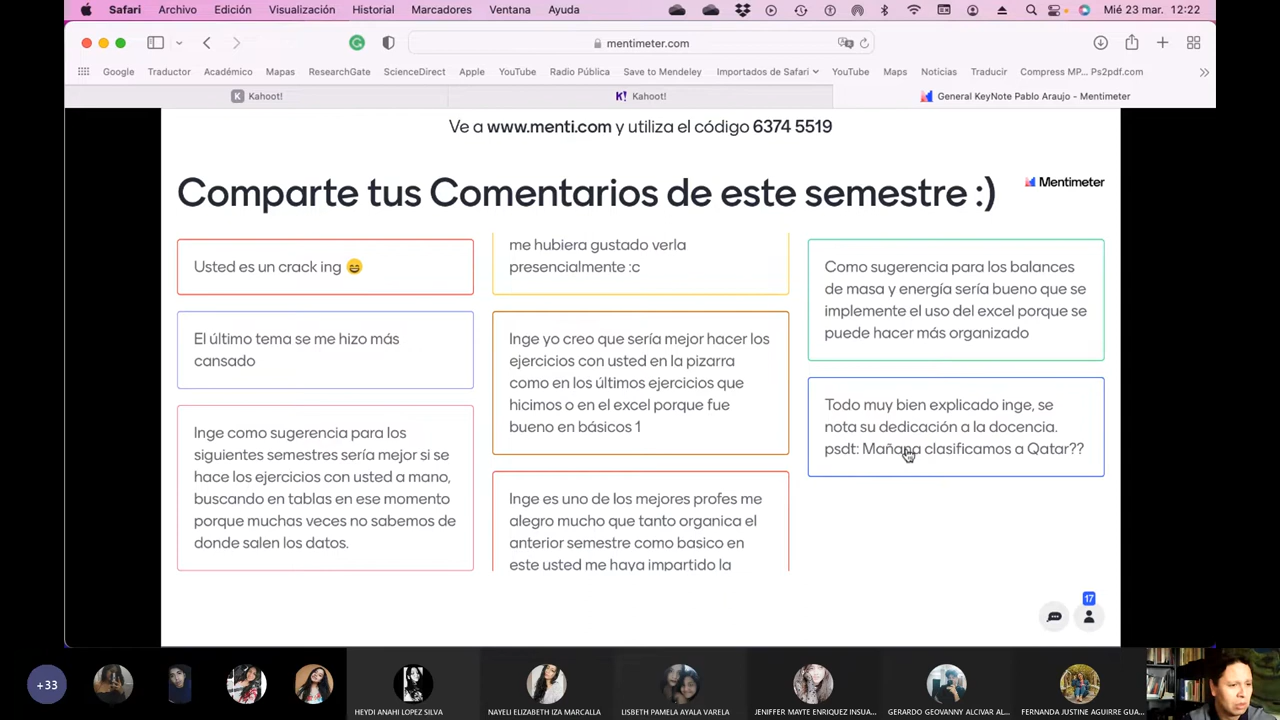 Safari Archivo Edición Visualización Historial Marcadores Ventana Ayuda Mié 23 mar. 12:22
mentimeter.com
Google Traductor Académico Mapas ResearchGate ScienceDirect Apple YouTube Radio Pública Save to Mendeley Importados de Safari YouTube Maps Noticias Traducir Compress MP... Ps2pdf.com
K Kahoot!
K! Kahoot!
General KeyNote Pablo Araujo - Mentimeter
Ve a www.menti.com y utiliza el código 6374 5519
Comparte tus Comentarios de este semestre :)
Mentimeter
Usted es un crack ing 😄
El último tema se me hizo más
cansado
Inge como sugerencia para los
siguientes semestres sería mejor si se
hace los ejercicios con usted a mano,
buscando en tablas en ese momento
porque muchas veces no sabemos de
donde salen los datos.
me hubiera gustado verla
presencialmente :c
Inge yo creo que sería mejor hacer los
ejercicios con usted en la pizarra
como en los últimos ejercicios que
hicimos o en el excel porque fue
bueno en básicos 1
Inge es uno de los mejores profes me
alegro mucho que tanto organica el
anterior semestre como basico en
este usted me haya impartido la
Como sugerencia para los balances
de masa y energía sería bueno que se
implemente el uso del excel porque se
puede hacer más organizado
Todo muy bien explicado inge, se
nota su dedicación a la docencia.
psdt: Mañana clasificamos a Qatar??
17
+33
HEYDI ANAHI LOPEZ SILVA
NAYELI ELIZABETH IZA MARCALLA
LISBETH PAMELA AYALA VARELA
JENIFFER MAYTE ENRIQUEZ INSUA...
GERARDO GEOVANNY ALCIVAR AL...
FERNANDA JUSTINE AGUIRRE GUA...